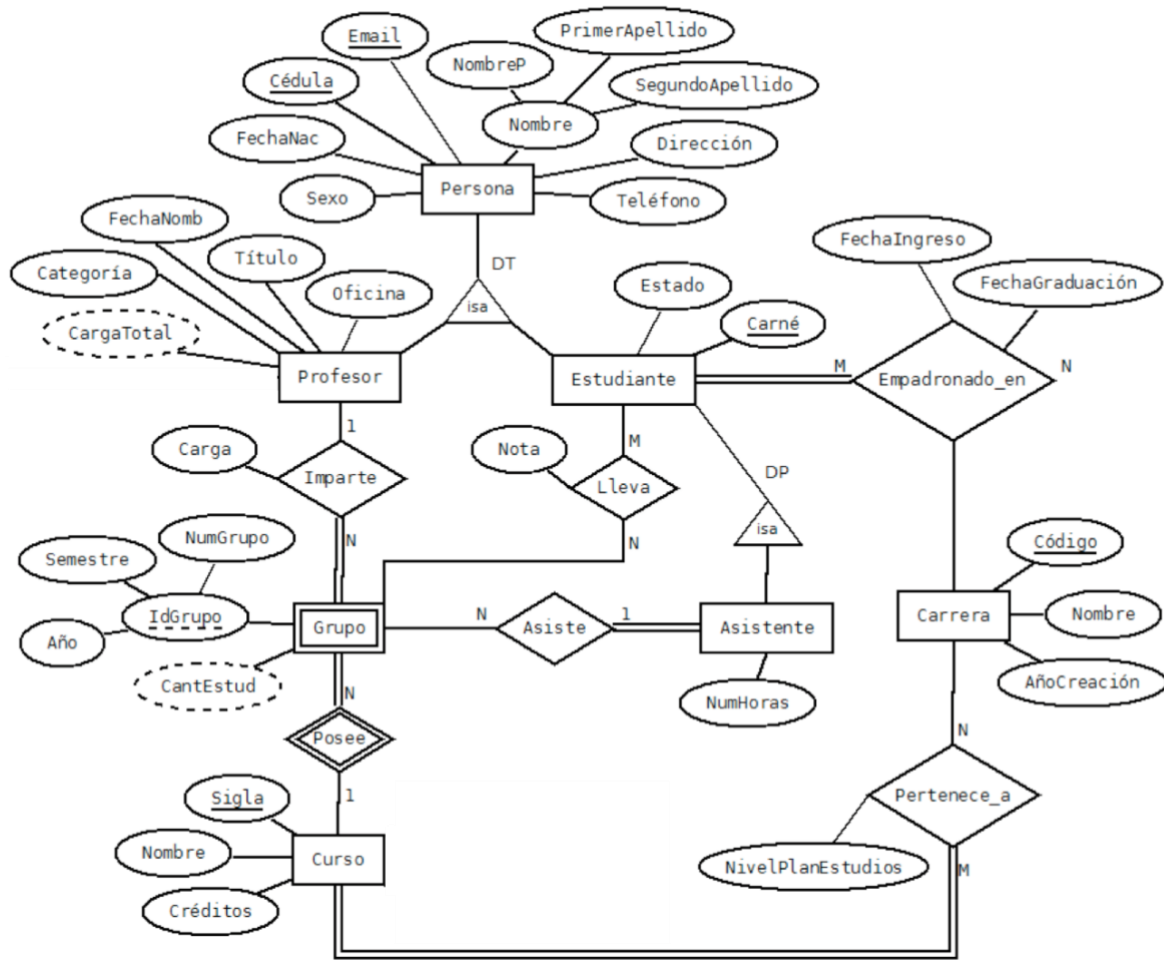 PrimerApellido
Email
NombreP
Cédula
SegundoApellido
Nombre
FechaNac
Dirección
Persona
Sexo
Teléfono
FechaNomb
FechaIngreso
Título
DT
Categoría
Estado
FechaGraduación
Oficina
isa
CargaTotal
Carné
M
N
Profesor
Estudiante
Empadronado_en
1
M
Carga
Nota
DP
Imparte
Lleva
isa
NumGrupo
N
N
Código
Semestre
IdGrupo
N
1
Nombre
Grupo
Asiste
Asistente
Carrera
Año
CantEstud
AñoCreación
N
NumHoras
Posee
N
Sigla
1
Pertenece_a
Nombre
Curso
NivelPlanEstudios
M
Créditos